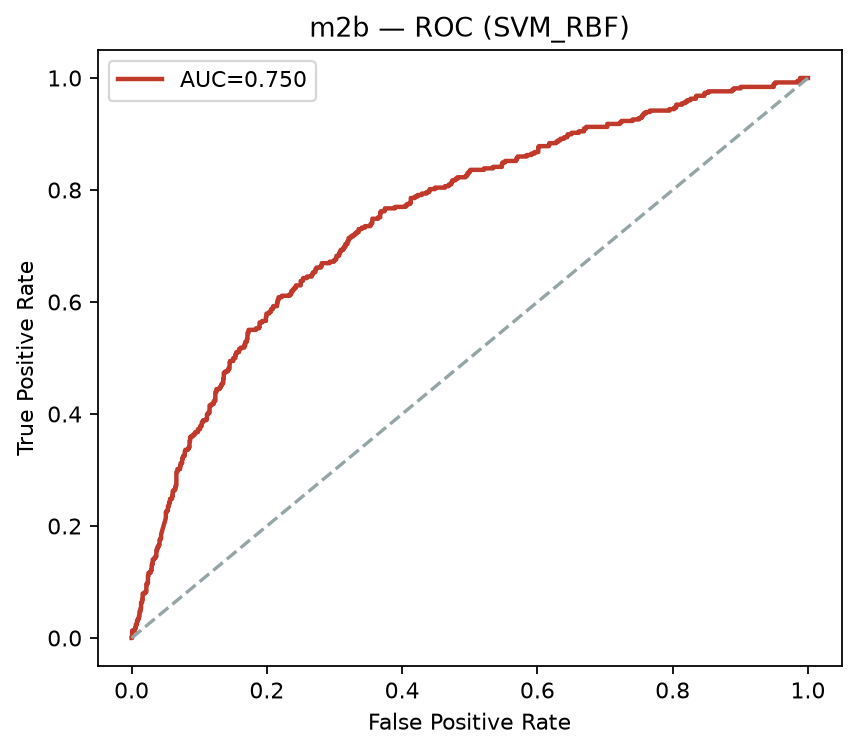 m2b — ROC (SVM_RBF)
AUC=0.750
True Positive Rate
1.0
0.8
0.6
0.4
0.2
0.0
0.0 0.2 0.4 0.6 0.8 1.0
False Positive Rate